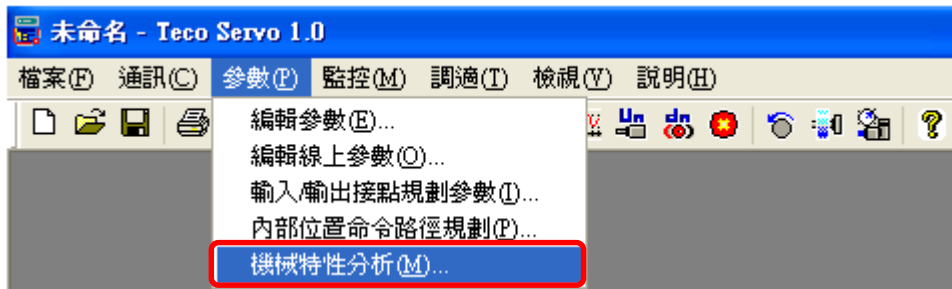 未命名 - Teco Servo 1.0
檔案(F) 通訊(C) 參數(P) 監控(M) 調適(T) 檢視(V) 說明(H)
編輯參數(E)...
編輯線上參數(O)...
輸入/輸出接點規劃參數(I)...
內部位置命令路徑規劃(P)...
機械特性分析(M)...